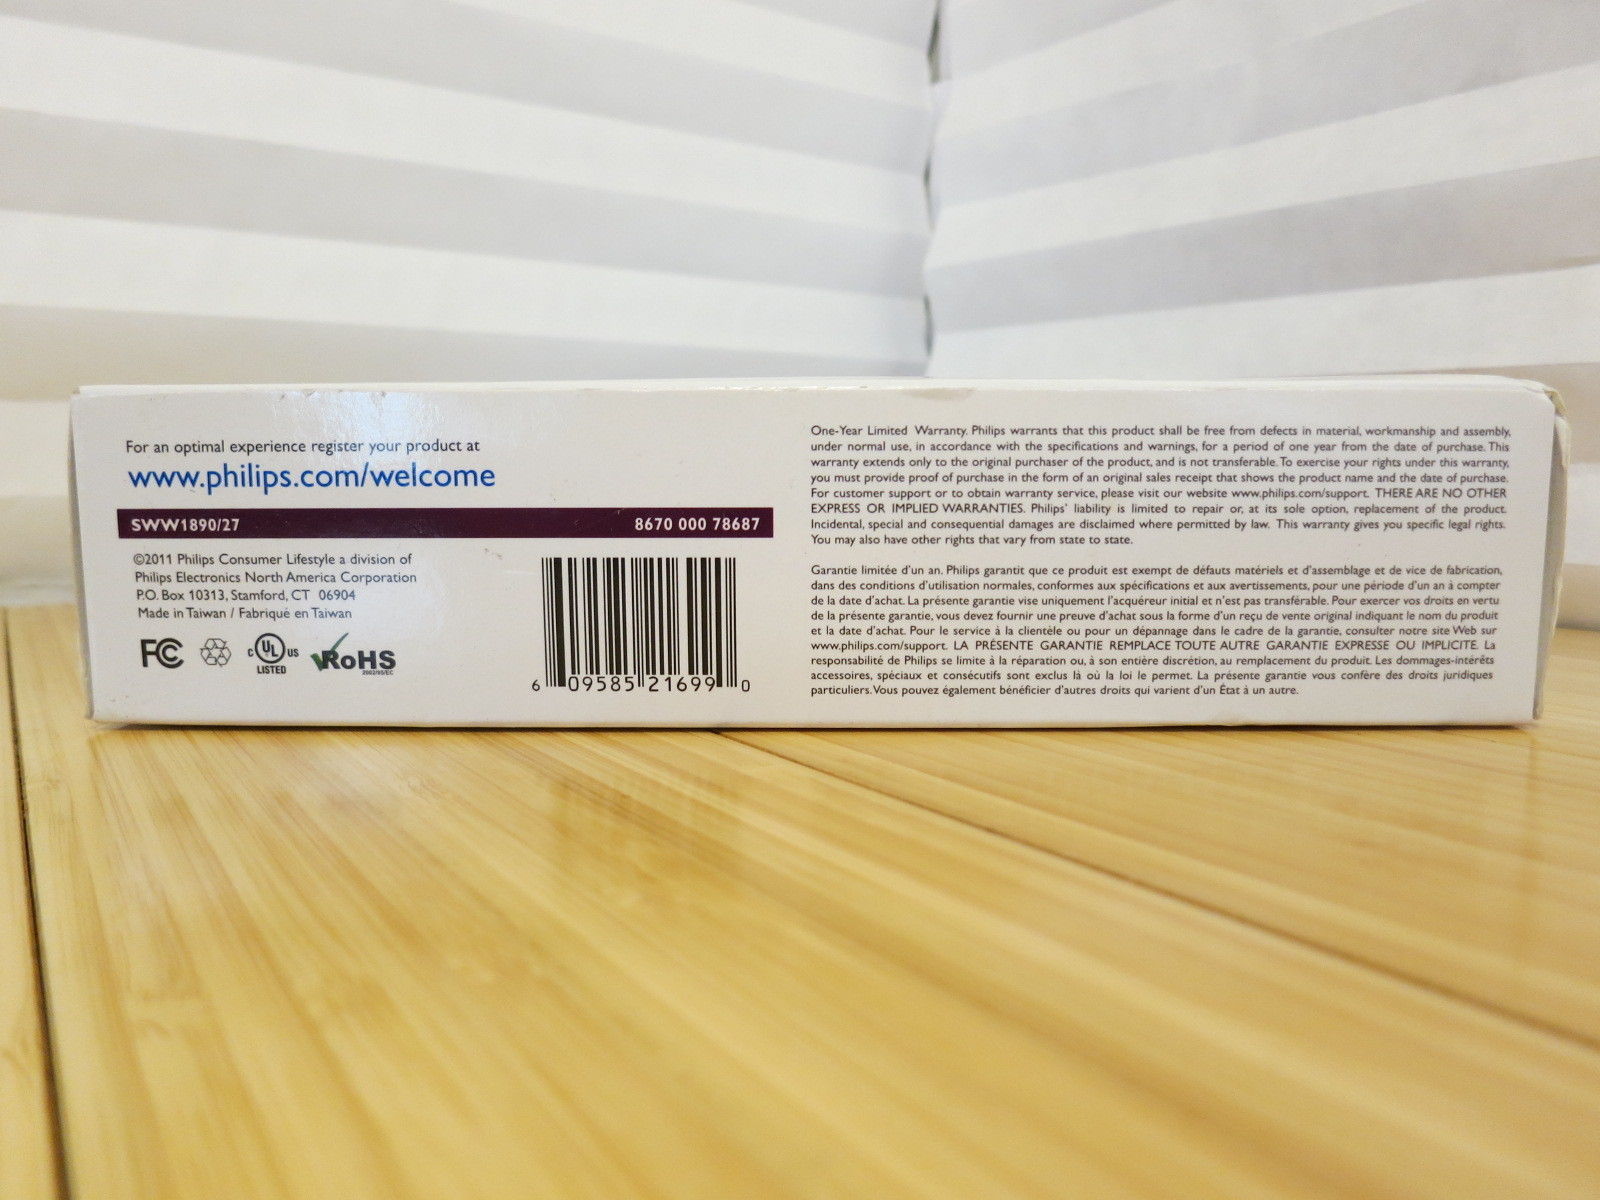 For an optimal experience register your product at
www.philips.com/welcome
SWW1890/27 8670 000 78687
©2011 Philips Consumer Lifestyle a division of
Philips Electronics North America Corporation
P.O. Box 10313, Stamford, CT 06904
Made in Taiwan / Fabriqué en Taiwan
FC
C UL US
LISTED
RoHS
2002/95/EC
6 09585 21699 0
One-Year Limited Warranty. Philips warrants that this product shall be free from defects in material, workmanship and assembly,
under normal use, in accordance with the specifications and warnings, for a period of one year from the date of purchase. This
warranty extends only to the original purchaser of the product, and is not transferable. To exercise your rights under this warranty,
you must provide proof of purchase in the form of an original sales receipt that shows the product name and the date of purchase.
For customer support or to obtain warranty service, please visit our website www.philips.com/support. THERE ARE NO OTHER
EXPRESS OR IMPLIED WARRANTIES. Philips' liability is limited to repair or, at its sole option, replacement of the product.
Incidental, special and consequential damages are disclaimed where permitted by law. This warranty gives you specific legal rights.
You may also have other rights that vary from state to state.
Garantie limitée d'un an. Philips garantit que ce produit est exempt de défauts matériels et d'assemblage et de vice de fabrication,
dans des conditions d'utilisation normales, conformes aux spécifications et aux avertissements, pour une période d'un an à compter
de la date d'achat. La présente garantie vise uniquement l'acquéreur initial et n'est pas transférable. Pour exercer vos droits en vertu
de la présente garantie, vous devez fournir une preuve d'achat sous la forme d'un reçu de vente original indiquant le nom du produit
et la date d'achat. Pour le service à la clientèle ou pour un dépannage dans le cadre de la garantie, consulter notre site Web sur
www.philips.com/support. LA PRÉSENTE GARANTIE REMPLACE TOUTE AUTRE GARANTIE EXPRESSE OU IMPLICITE. La
responsabilité de Philips se limite à la réparation ou, à son entière discrétion, au remplacement du produit. Les dommages-intérêts
accessoires, spéciaux et consécutifs sont exclus là où la loi le permet. La présente garantie vous confère des droits juridiques
particuliers. Vous pouvez également bénéficier d'autres droits qui varient d'un État à un autre.